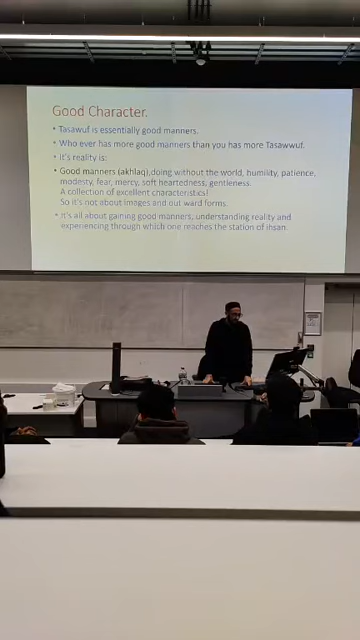 Good Character.
• Tasawuf is essentially good manners.
• Who ever has more good manners than you has more Tasawwuf.
• It's reality is:
• Good manners (akhlaq),doing without the world, humility, patience,
modesty, fear, mercy, soft heartedness, gentleness.
A collection of excellent characteristics!
So it's not about images and out ward forms.
• It's all about gaining good manners, understanding reality and
experiencing through which one reaches the station of ihsan.